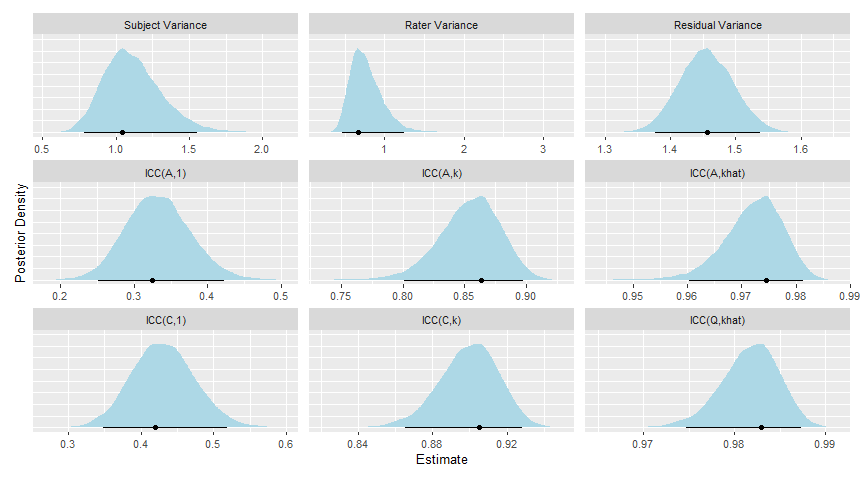 Subject Variance
Rater Variance
Residual Variance
0.5 1.0 1.5 2.0
1 2 3
1.3 1.4 1.5 1.6
ICC(A,1)
ICC(A,k)
ICC(A,khat)
0.2 0.3 0.4 0.5
0.75 0.80 0.85 0.90
0.95 0.96 0.97 0.98 0.99
ICC(C,1)
ICC(C,k)
ICC(Q,khat)
0.3 0.4 0.5 0.6
0.84 0.88 0.92
0.97 0.98 0.99
Posterior Density
Estimate